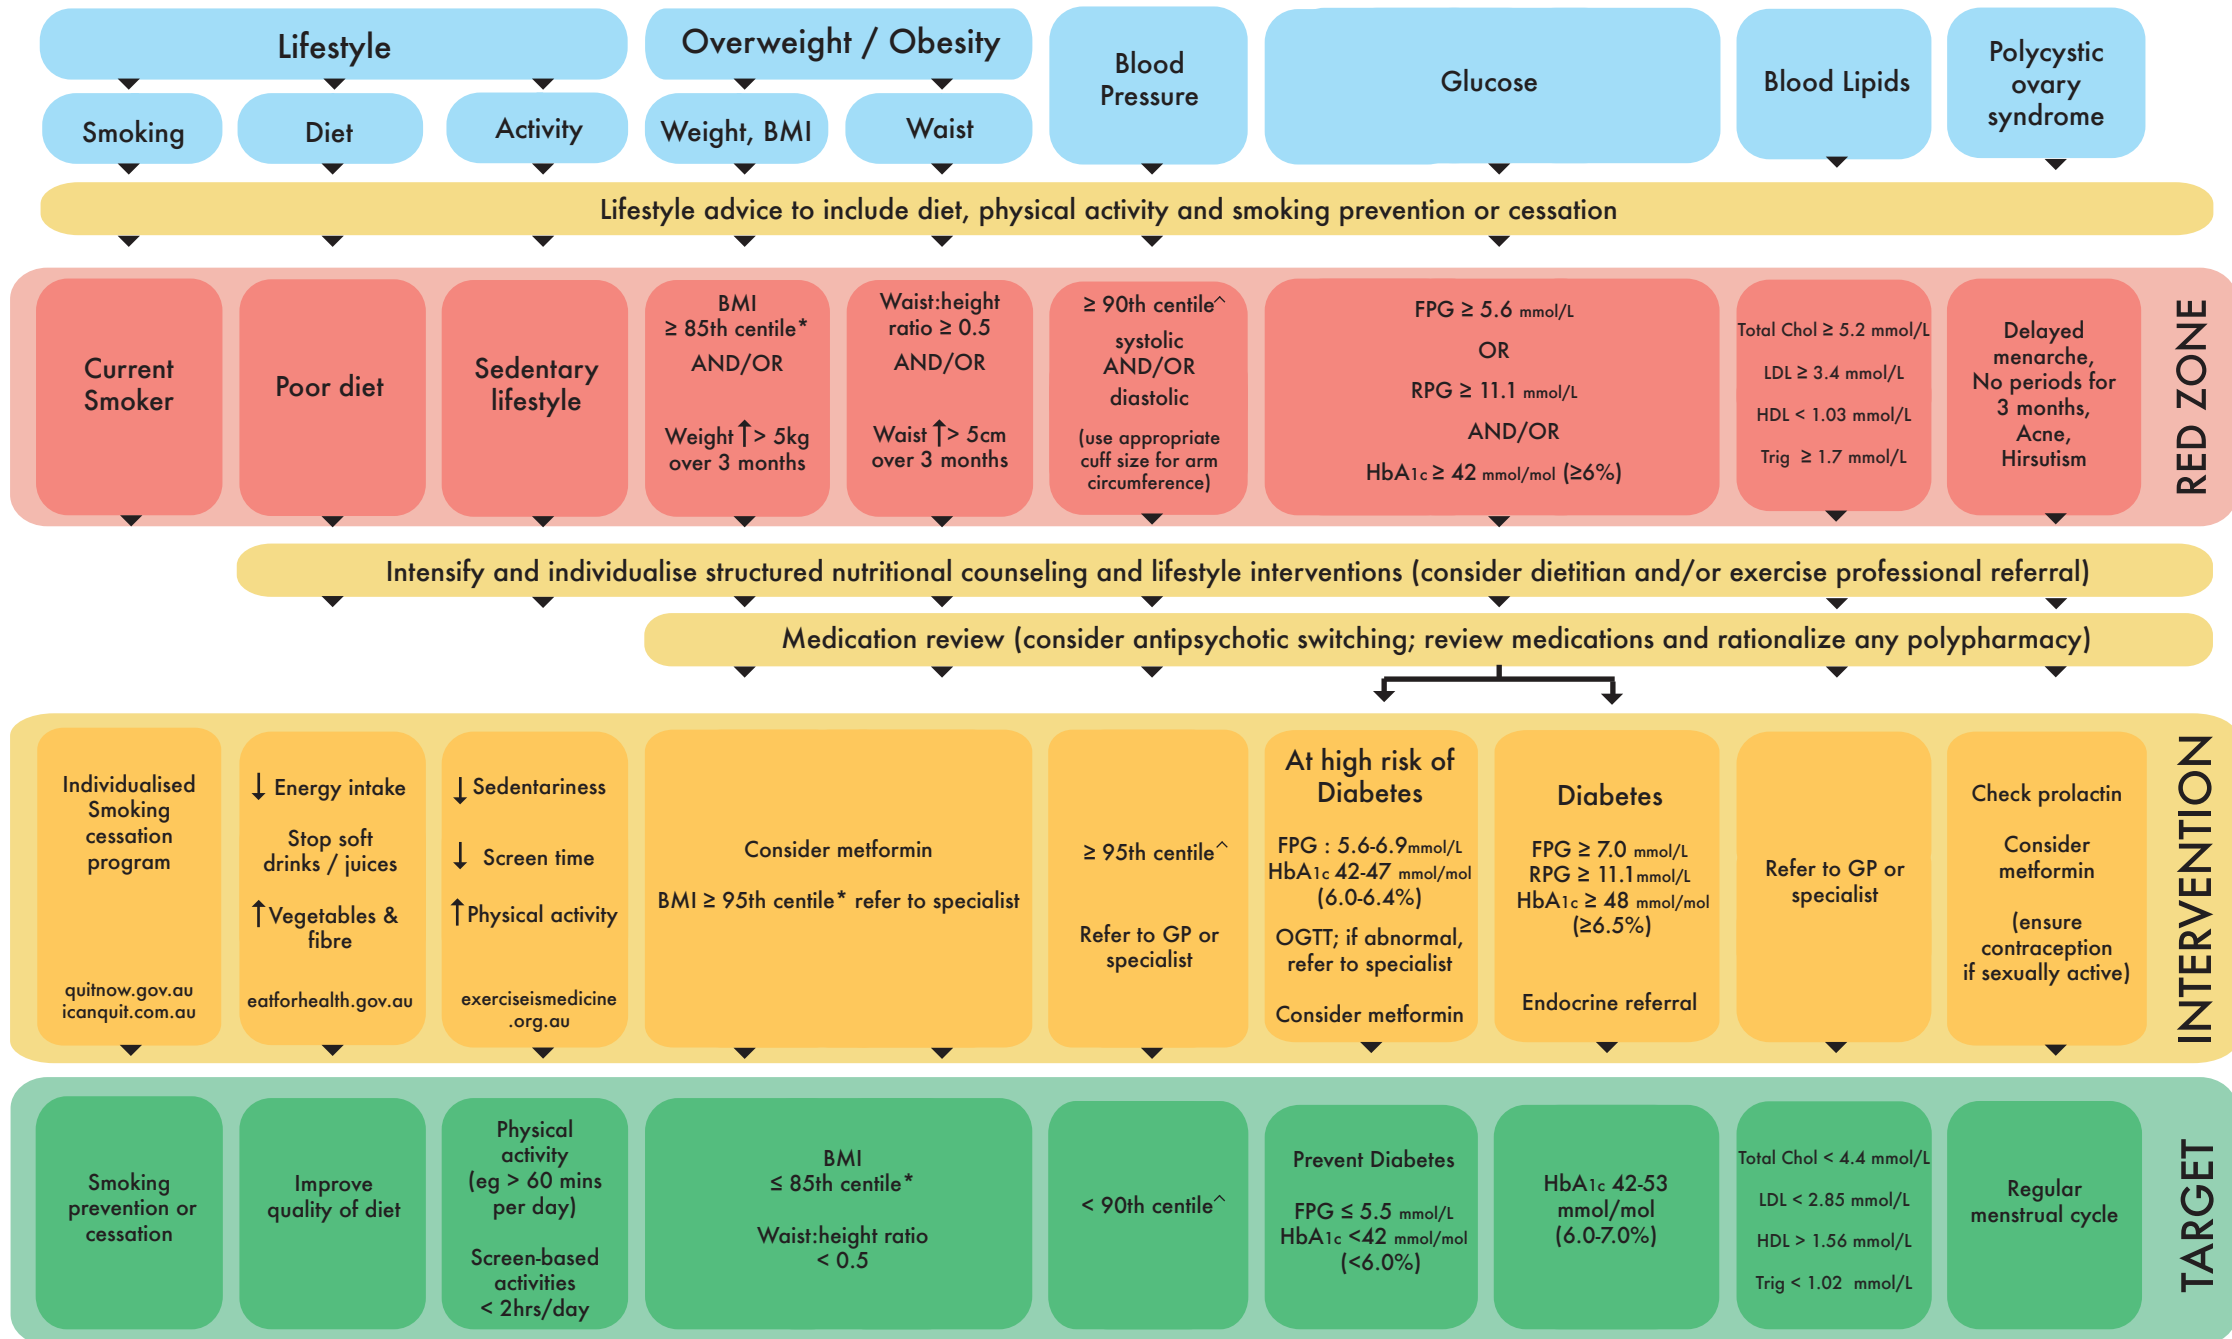 Lifestyle
Overweight / Obesity
Blood
Pressure
Glucose
Blood Lipids
Polycystic
ovary
syndrome
Smoking
Diet
Activity
Weight, BMI
Waist
Lifestyle advice to include diet, physical activity and smoking prevention or cessation
Current
Smoker
Poor diet
Sedentary
lifestyle
BMI
≥ 85th centile*
AND/OR
Weight ↑> 5kg
over 3 months
Waist:height
ratio ≥ 0.5
AND/OR
Waist ↑> 5cm
over 3 months
≥ 90th centile^
systolic
AND/OR
diastolic
(use appropriate
cuff size for arm
circumference)
FPG ≥ 5.6 mmol/L
OR
RPG ≥ 11.1 mmol/L
AND/OR
HbA1c ≥ 42 mmol/mol (≥6%)
Total Chol ≥ 5.2 mmol/L
LDL ≥ 3.4 mmol/L
HDL < 1.03 mmol/L
Trig ≥ 1.7 mmol/L
Delayed
menarche,
No periods for
3 months,
Acne,
Hirsutism
RED ZONE
Intensify and individualise structured nutritional counseling and lifestyle interventions (consider dietitian and/or exercise professional referral)
Medication review (consider antipsychotic switching; review medications and rationalize any polypharmacy)
Individualised
Smoking
cessation
program
quitnow.gov.au
icanquit.com.au
↓ Energy intake
Stop soft
drinks / juices
↑Vegetables &
fibre
eatforhealth.gov.au
↓ Sedentariness
↓ Screen time
↑Physical activity
exerciseismedicine
.org.au
Consider metformin
BMI ≥ 95th centile* refer to specialist
≥ 95th centile^
Refer to GP or
specialist
At high risk of
Diabetes
FPG : 5.6-6.9mmol/L
HbA1c 42-47 mmol/mol
(6.0-6.4%)
OGTT; if abnormal,
refer to specialist
Consider metformin
Diabetes
FPG ≥ 7.0 mmol/L
RPG ≥ 11.1mmol/L
HbA1c ≥ 48 mmol/mol
(≥6.5%)
Endocrine referral
Refer to GP or
specialist
Check prolactin
Consider
metformin
(ensure
contraception
if sexually active)
INTERVENTION
Smoking
prevention or
cessation
Improve
quality of diet
Physical
activity
(eg > 60 mins
per day)
Screen-based
activities
< 2hrs/day
BMI
≤ 85th centile*
Waist:height ratio
< 0.5
< 90th centile^
Prevent Diabetes
FPG ≤ 5.5 mmol/L
HbA1c <42 mmol/mol
(<6.0%)
HbA1c 42-53
mmol/mol
(6.0-7.0%)
Total Chol < 4.4 mmol/L
LDL < 2.85 mmol/L
HDL > 1.56 mmol/L
Trig < 1.02 mmol/L
Regular
menstrual cycle
TARGET